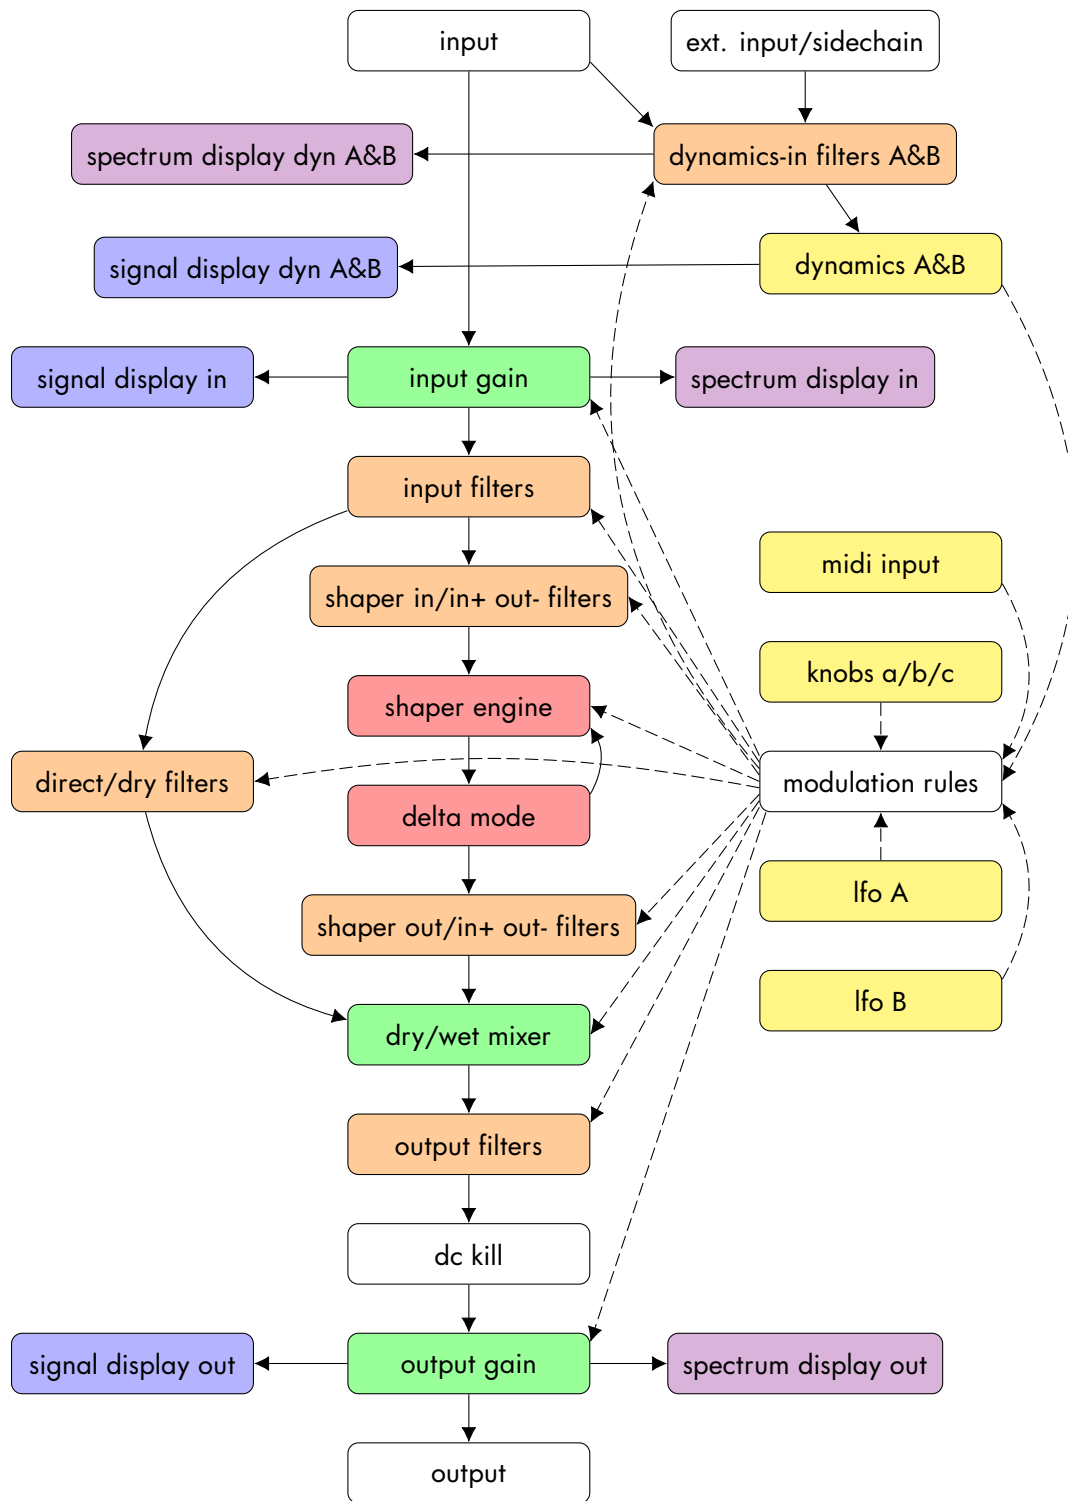 input
ext. input/sidechain
spectrum display dyn A&B
dynamics-in filters A&B
signal display dyn A&B
dynamics A&B
signal display in
input gain
spectrum display in
input filters
midi input
shaper in/in+ out- filters
knobs a/b/c
shaper engine
direct/dry filters
modulation rules
delta mode
lfo A
shaper out/in+ out- filters
lfo B
dry/wet mixer
output filters
dc kill
signal display out
output gain
spectrum display out
output